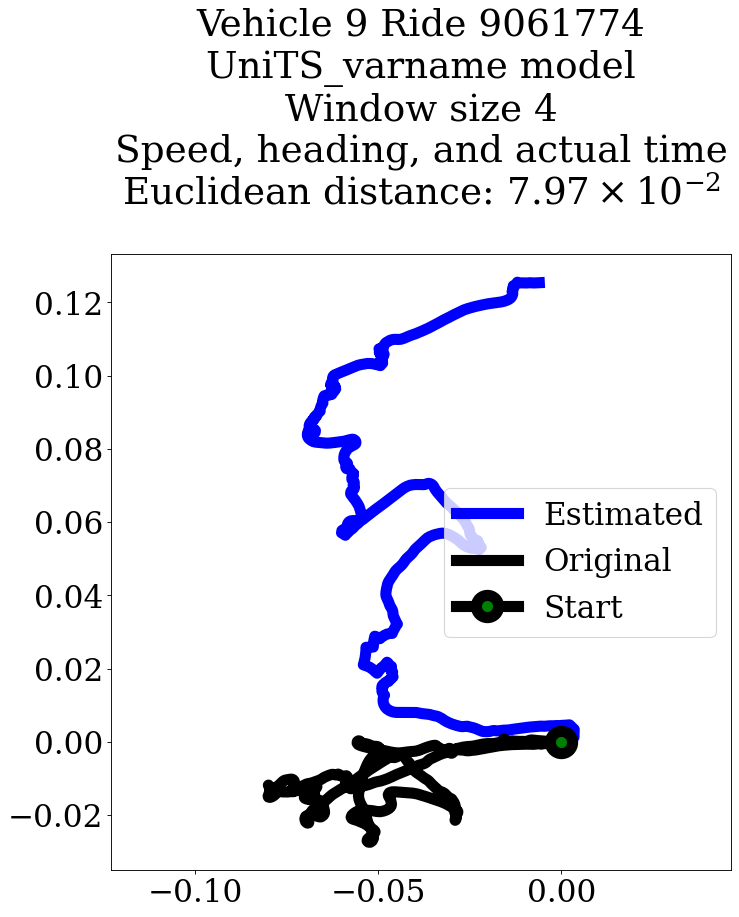 Vehicle 9 Ride 9061774
UniTS_varname model
Window size 4
Speed, heading, and actual time
Euclidean distance: 7.97 × 10⁻²
0.12
0.10
0.08
0.06
0.04
0.02
0.00
−0.02
Estimated
Original
Start
−0.10
−0.05
0.00